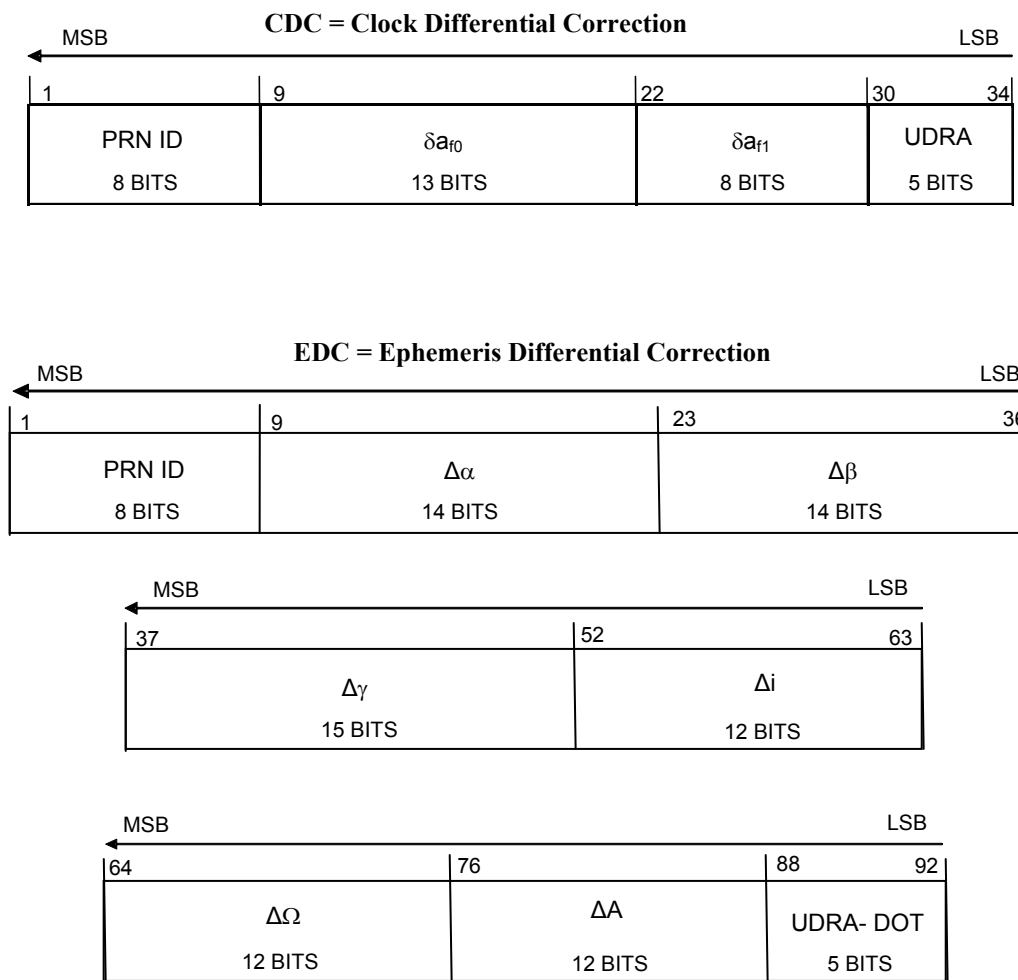 CDC = Clock Differential Correction
MSB LSB
1 9 22 30 34
PRN ID δaf0 δaf1 UDRA
8 BITS 13 BITS 8 BITS 5 BITS
EDC = Ephemeris Differential Correction
MSB LSB
1 9 23 36
PRN ID Δα Δβ
8 BITS 14 BITS 14 BITS
MSB LSB
37 52 63
Δγ Δi
15 BITS 12 BITS
MSB LSB
64 76 88 92
ΔΩ ΔA UDRA- DOT
12 BITS 12 BITS 5 BITS